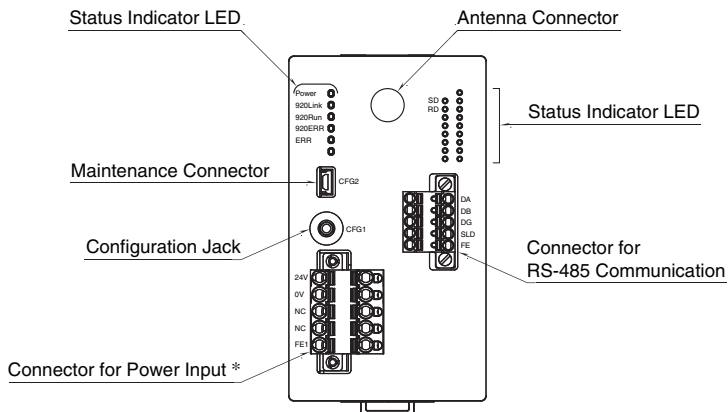 Status Indicator LED
Antenna Connector
Power
920Link
920Run
920ERR
ERR
SD
RD
Status Indicator LED
Maintenance Connector
CFG2
Configuration Jack
CFG1
DA
DB
DG
SLD
FE
Connector for
RS-485 Communication
24V
0V
NC
NC
FE1
Connector for Power Input *